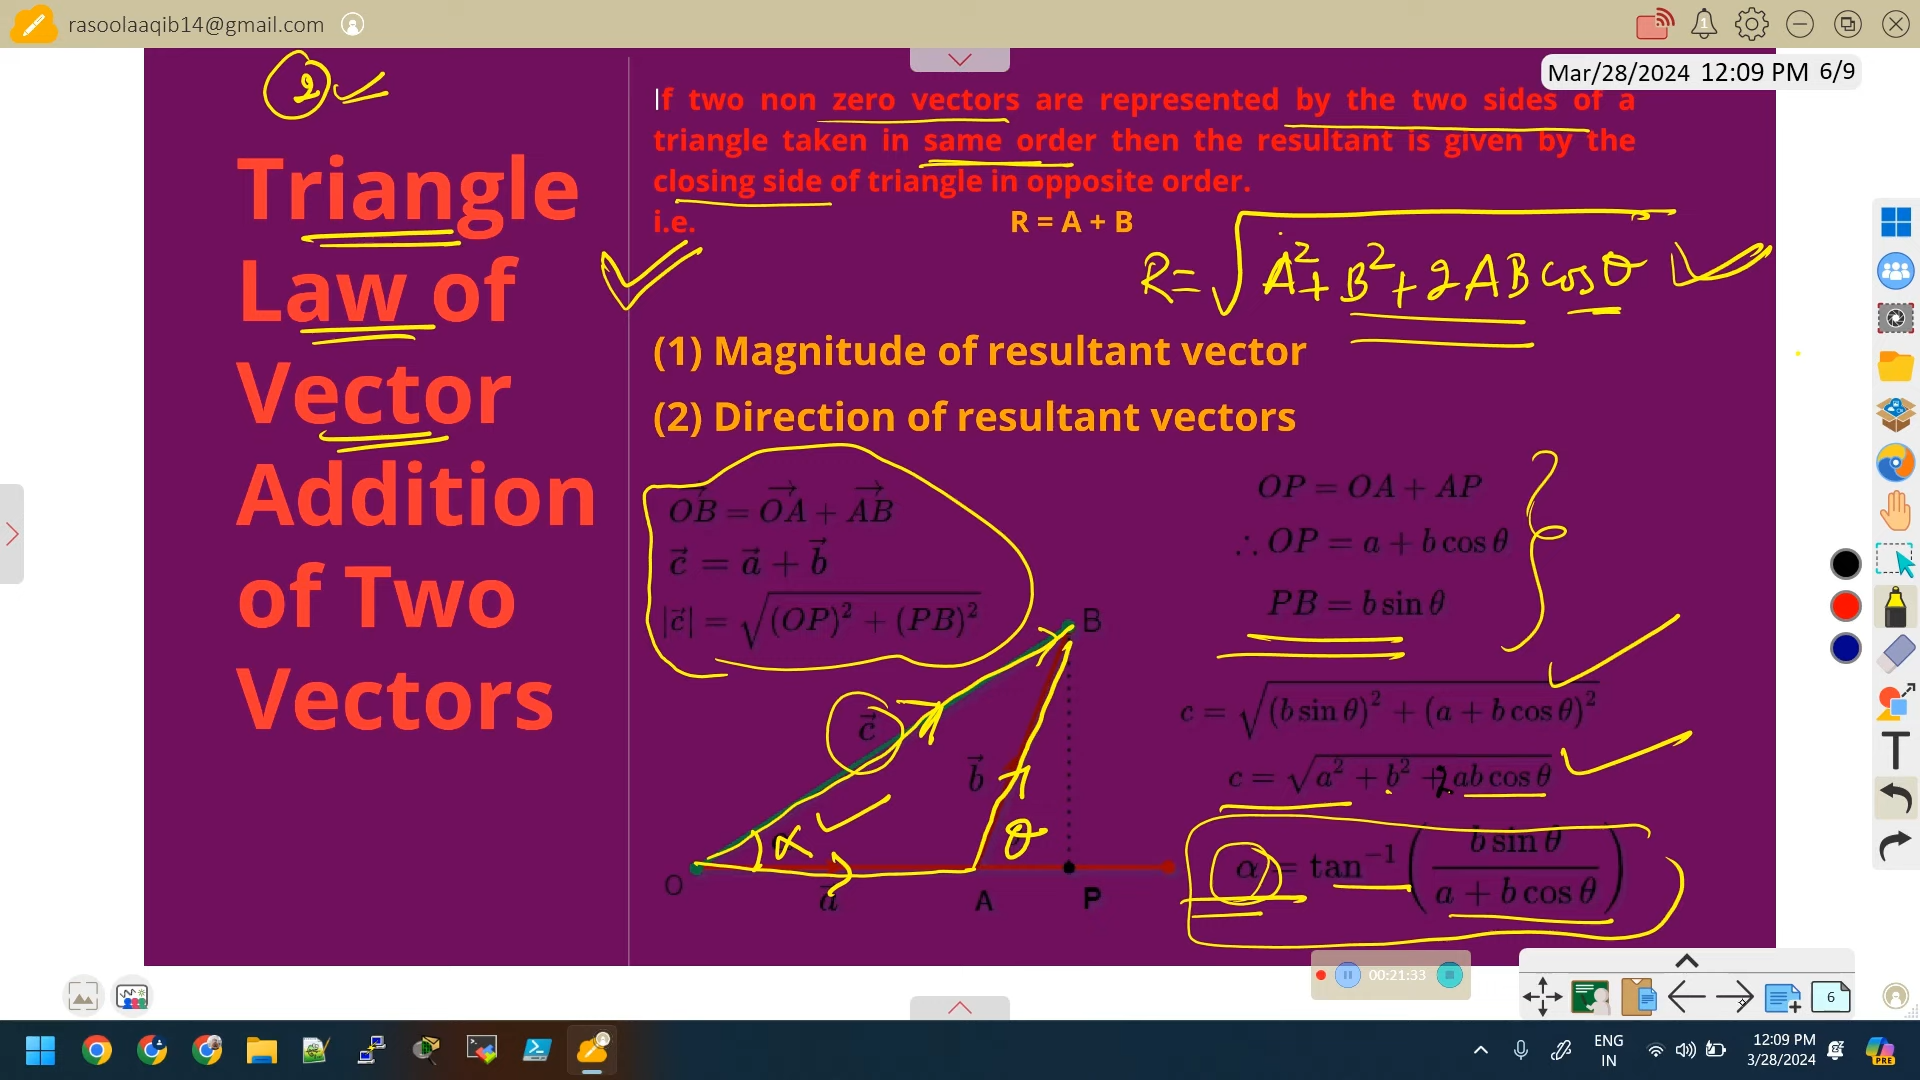 rasoolaaqib14@gmail.com
1
Mar/28/2024 12:09 PM 6/9
2
Triangle
Law of
Vector
Addition
of Two
Vectors
If two non zero vectors are represented by the two sides of a
triangle taken in same order then the resultant is given by the
closing side of triangle in opposite order.
i.e. R = A + B
R = √A² + B² + 2AB cos θ
(1) Magnitude of resultant vector
(2) Direction of resultant vectors
OB⃗ = OA⃗ + AB⃗
c⃗ = a⃗ + b⃗
|c⃗| = √(OP)² + (PB)²
OP = OA + AP
∴ OP = a + b cos θ
PB = b sin θ
c = √(b sin θ)² + (a + b cos θ)²
c = √a² + b² + 2ab cos θ
α = tan⁻¹ (b sin θ / a + b cos θ)
B
c⃗
b⃗
α
θ
O
a⃗
A
P
T
00:21:33
6
ENG
IN
12:09 PM
3/28/2024
PRE